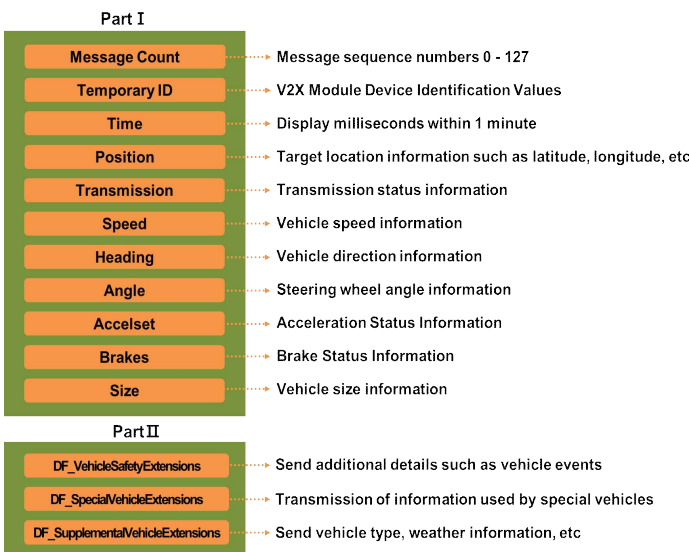 Part Ⅰ
Message Count Message sequence numbers 0 - 127
Temporary ID V2X Module Device Identification Values
Time Display milliseconds within 1 minute
Position Target location information such as latitude, longitude, etc
Transmission Transmission status information
Speed Vehicle speed information
Heading Vehicle direction information
Angle Steering wheel angle information
Accelset Acceleration Status Information
Brakes Brake Status Information
Size Vehicle size information
Part Ⅱ
DF_VehicleSafetyExtensions Send additional details such as vehicle events
DF_SpecialVehicleExtensions Transmission of information used by special vehicles
DF_SupplementalVehicleExtensions Send vehicle type, weather information, etc